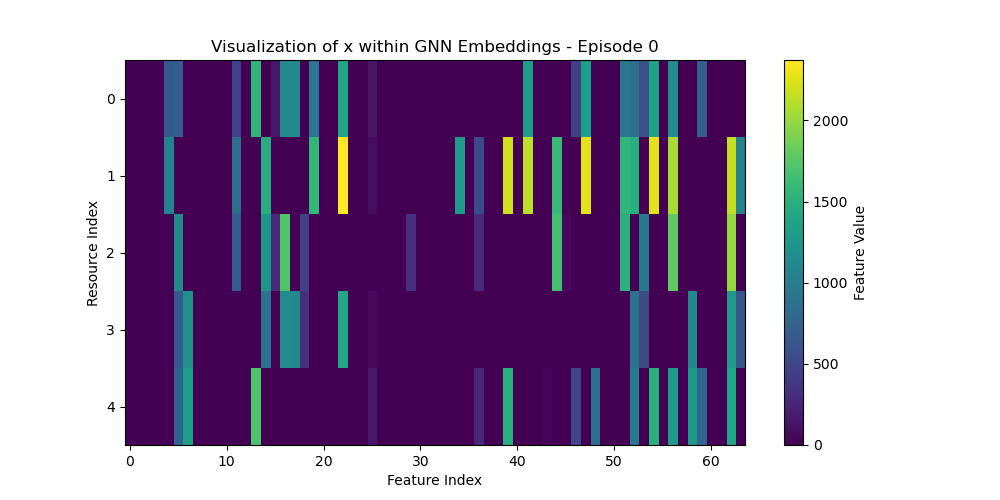 Visualization of x within GNN Embeddings - Episode 0
Resource Index
0
1
2
3
4
0 10 20 30 40 50 60
Feature Index
2000
1500
1000
500
0
Feature Value